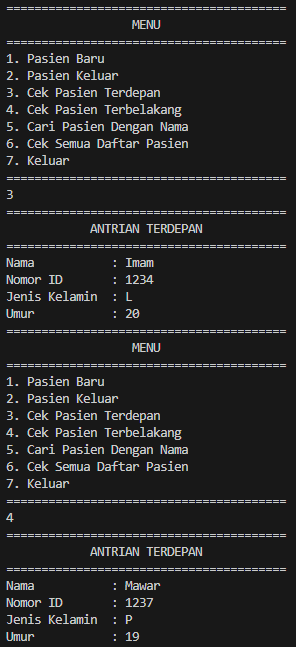 ========================================
MENU
========================================
1. Pasien Baru
2. Pasien Keluar
3. Cek Pasien Terdepan
4. Cek Pasien Terbelakang
5. Cari Pasien Dengan Nama
6. Cek Semua Daftar Pasien
7. Keluar
========================================
3
========================================
ANTRIAN TERDEPAN
========================================
Nama : Imam
Nomor ID : 1234
Jenis Kelamin : L
Umur : 20
========================================
MENU
========================================
1. Pasien Baru
2. Pasien Keluar
3. Cek Pasien Terdepan
4. Cek Pasien Terbelakang
5. Cari Pasien Dengan Nama
6. Cek Semua Daftar Pasien
7. Keluar
========================================
4
========================================
ANTRIAN TERDEPAN
========================================
Nama : Mawar
Nomor ID : 1237
Jenis Kelamin : P
Umur : 19